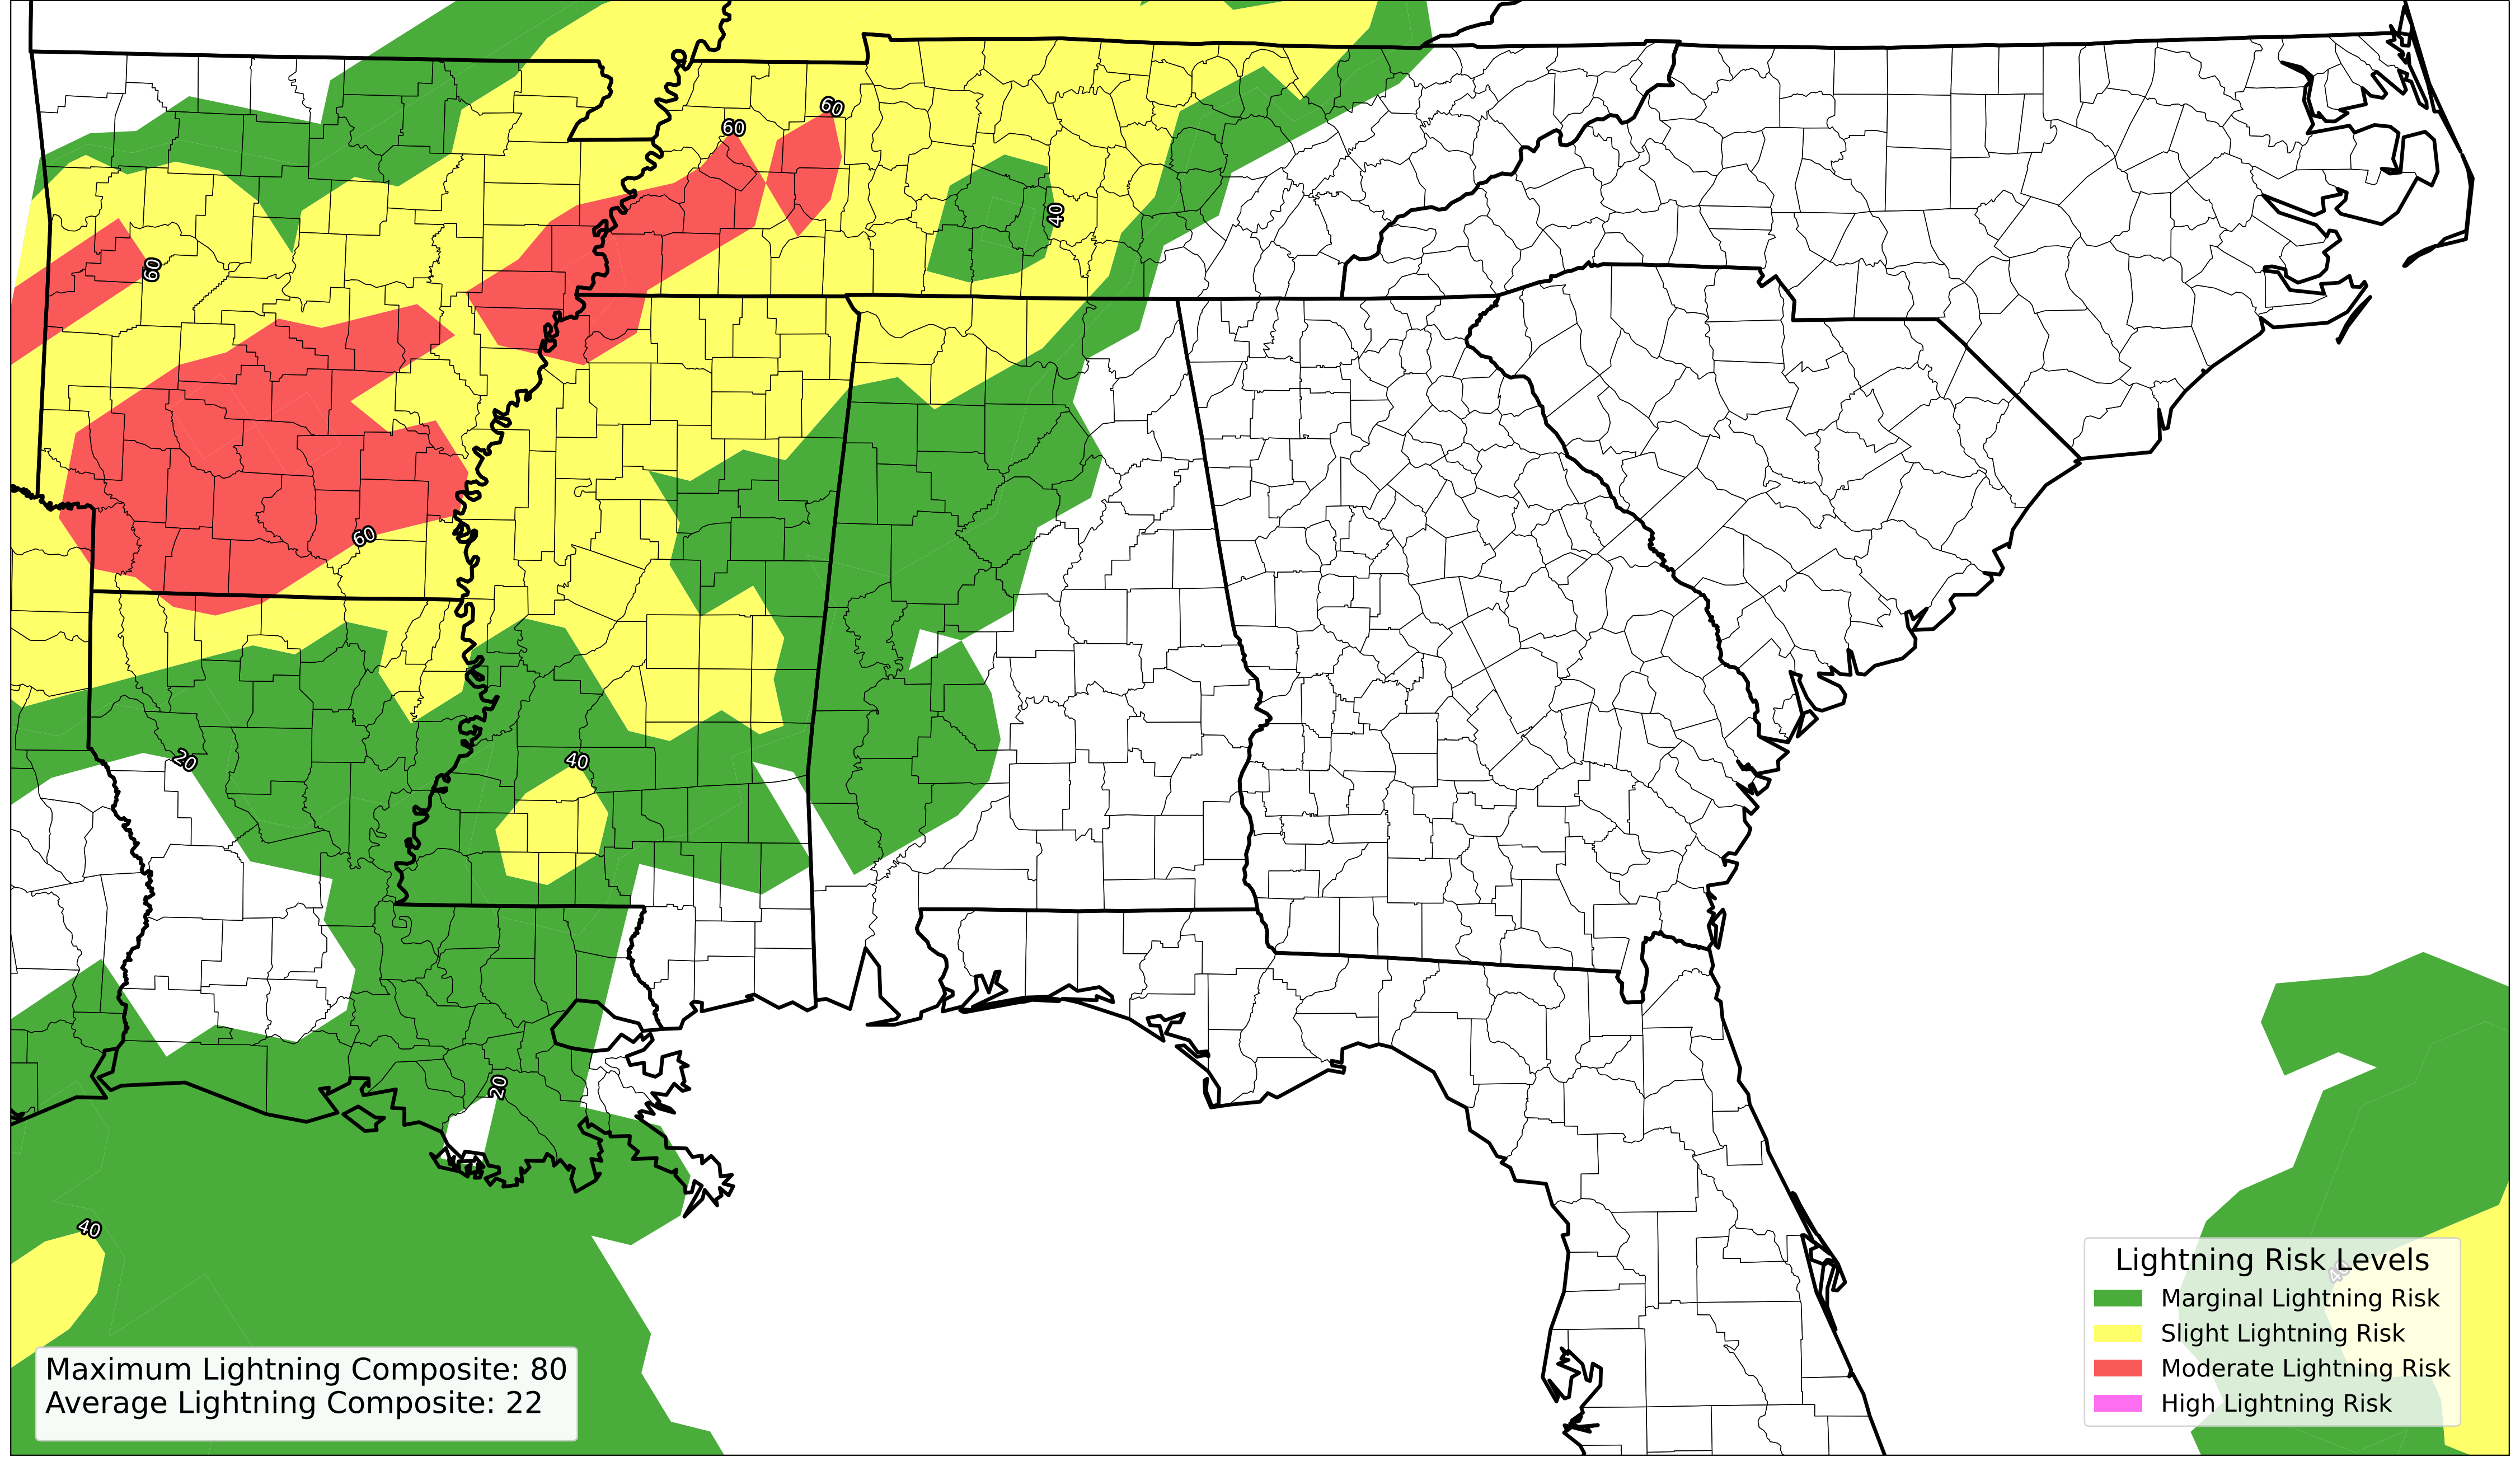 60
60
40
60
60
20
40
20
40
40
Lightning Risk Levels
Marginal Lightning Risk
Slight Lightning Risk
Moderate Lightning Risk
High Lightning Risk
Maximum Lightning Composite: 80
Average Lightning Composite: 22